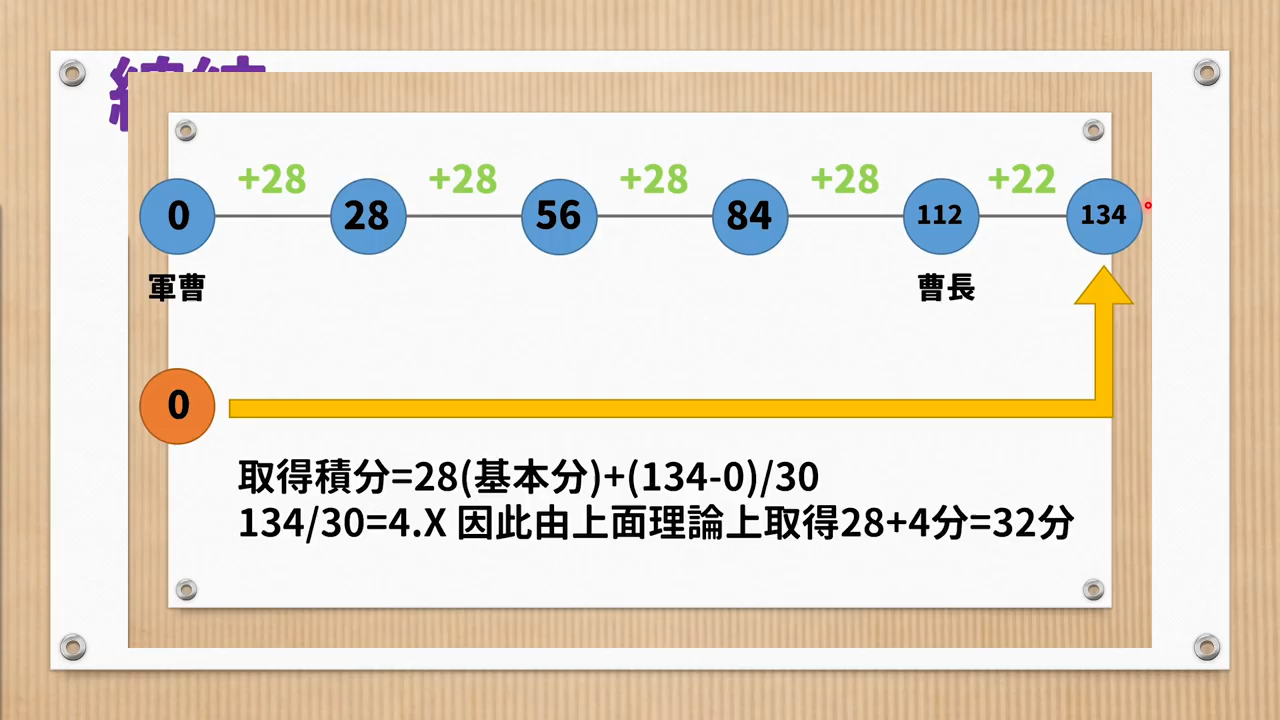 +28 +28 +28 +28 +22
0 28 56 84 112 134
軍曹 曹長
0
取得積分=28(基本分)+(134-0)/30
134/30=4.X 因此由上面理論上取得28+4分=32分